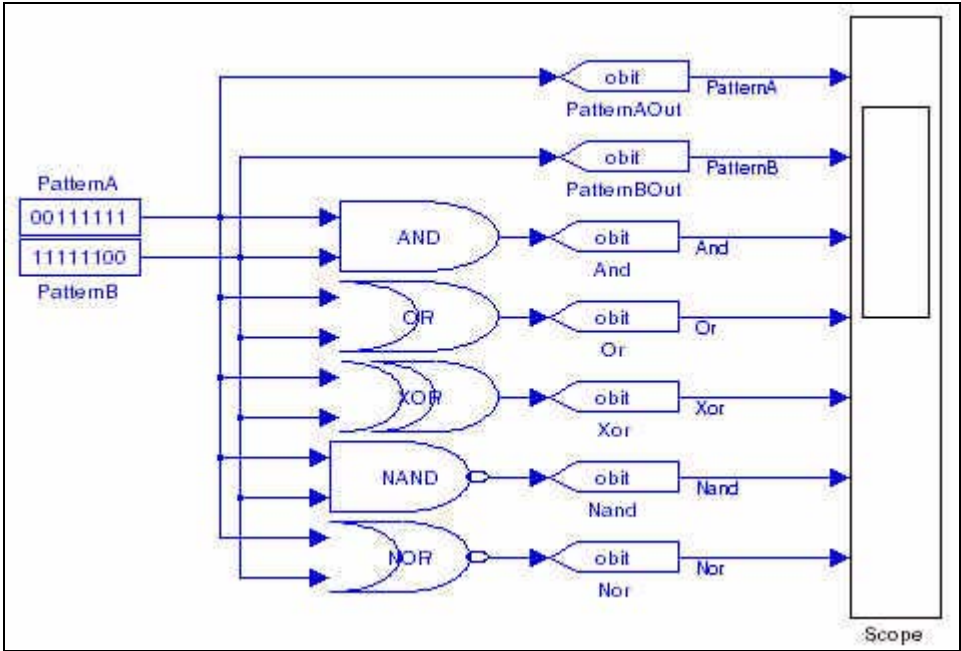 obit
PatternA
PatternAOut
obit
PatternB
PatternBOut
PatternA
00111111
11111100
PatternB
AND
obit
And
And
OR
obit
Or
Or
XOR
obit
Xor
Xor
NAND
obit
Nand
Nand
NOR
obit
Nor
Nor
Scope